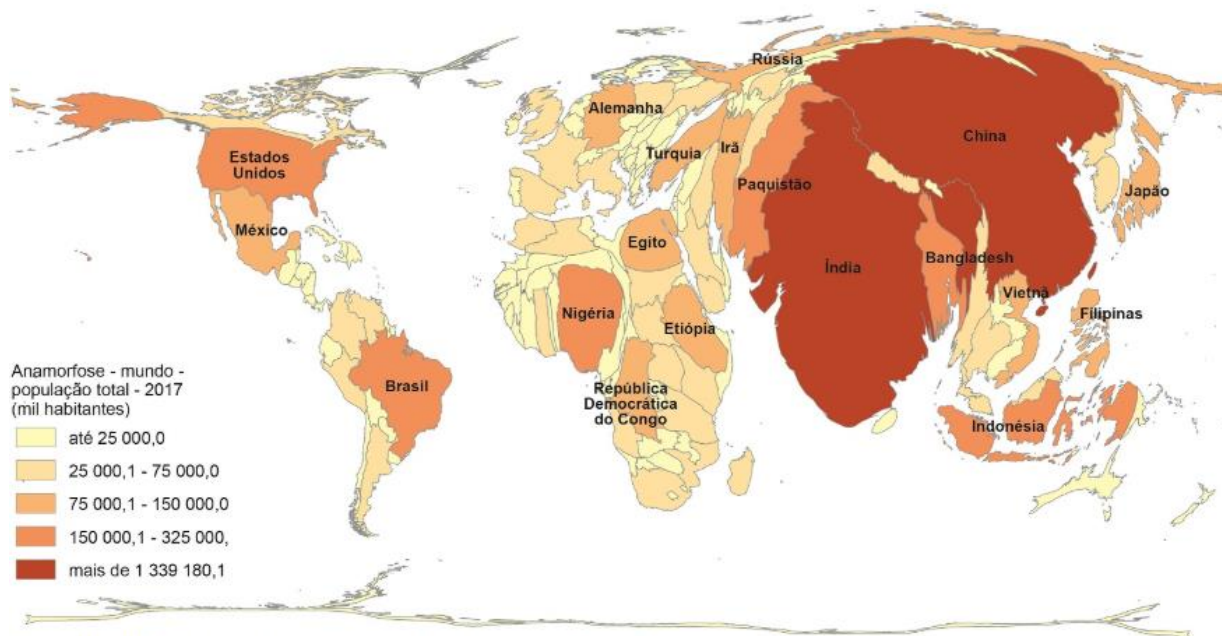 Rússia
Alemanha
China
Estados
Unidos
Turquia
Irã
Paquistão
Japão
México
Egito
Índia
Bangladesh
Vietnã
Filipinas
Nigéria
Etiópia
Brasil
República
Democrática
do Congo
Indonésia
Anamorfose - mundo -
população total - 2017
(mil habitantes)
até 25 000,0
25 000,1 - 75 000,0
75 000,1 - 150 000,0
150 000,1 - 325 000,
mais de 1 339 180,1